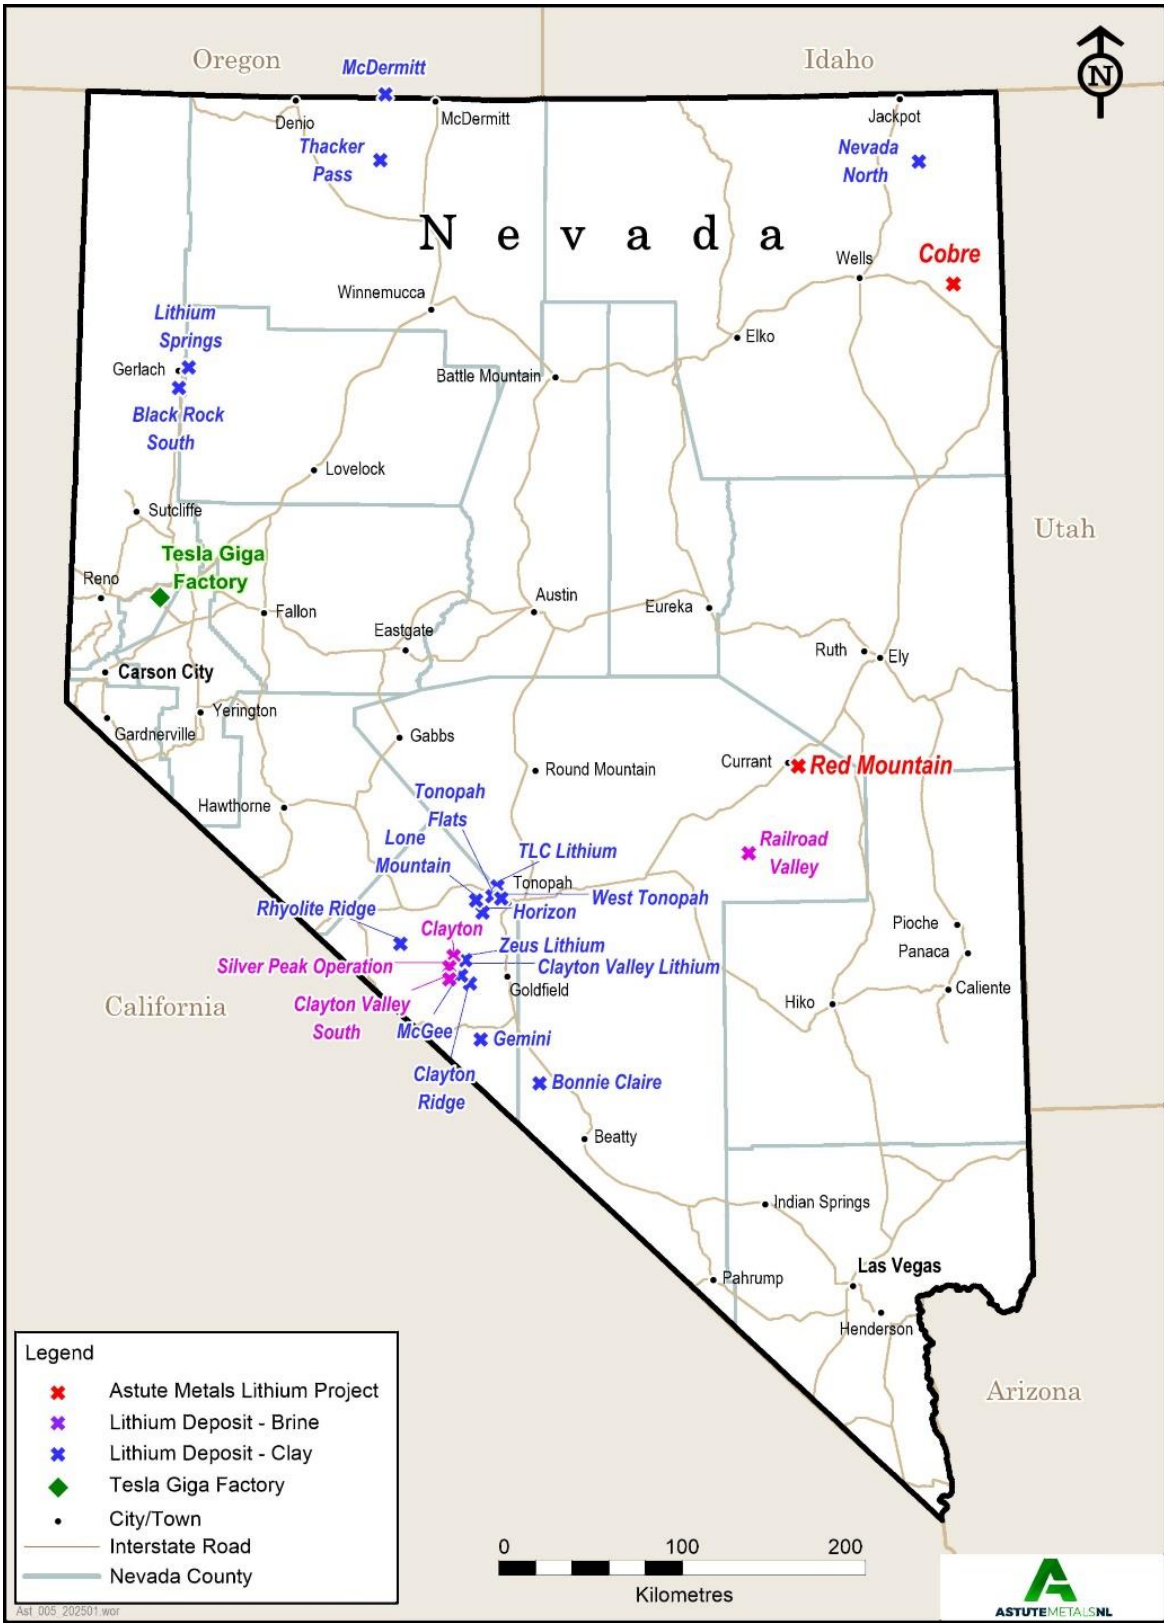 Oregon
Idaho
McDermitt
N
Denio
McDermitt
Jackpot
Thacker
Pass
Nevada
North
Nevada
Wells
Cobre
Winnemucca
Lithium
Springs
Elko
Gerlach
Battle Mountain
Black Rock
South
Lovelock
Sutcliffe
Utah
Tesla Giga
Factory
Reno
Austin
Eureka
Fallon
Eastgate
Ruth
Ely
Carson City
Yerington
Gardnerville
Gabbs
Currant
Red Mountain
Round Mountain
Tonopah
Flats
Hawthorne
Lone
Mountain
TLC Lithium
Railroad
Valley
Tonopah
West Tonopah
Rhyolite Ridge
Horizon
Clayton
Pioche
Zeus Lithium
Panaca
Silver Peak Operation
Clayton Valley Lithium
Goldfield
Caliente
California
Clayton Valley
South
Hiko
McGee
Gemini
Clayton
Ridge
Bonnie Claire
Beatty
Indian Springs
Las Vegas
Pahrump
Henderson
Arizona
Legend
Astute Metals Lithium Project
Lithium Deposit - Brine
Lithium Deposit - Clay
Tesla Giga Factory
City/Town
Interstate Road
Nevada County
0 100 200
Kilometres
Ast_005_202501.wor
ASTUTEMETALSNL